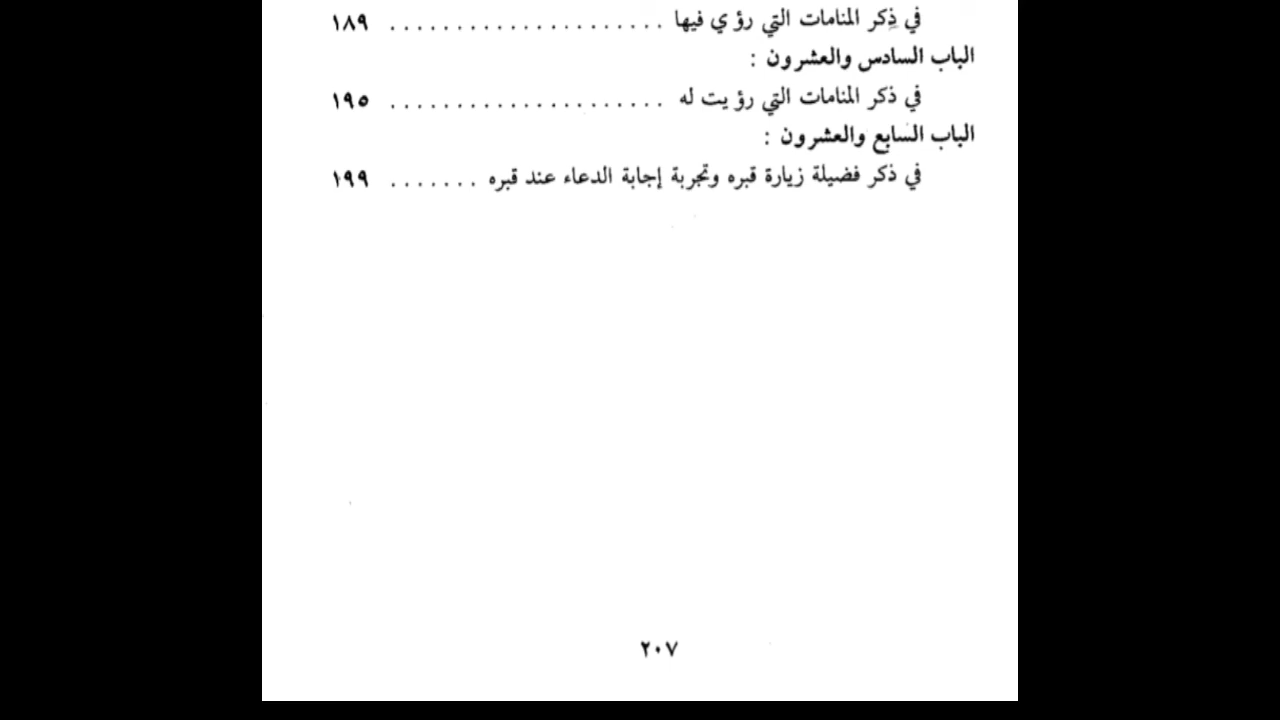 في ذِكر المنامات التي رؤي فيها ..................... ١٨٩
الباب السادس والعشرون :
في ذكر المنامات التي رؤيت له ..................... ١٩٥
الباب السابع والعشرون :
في ذكر فضيلة زيارة قبره وتجربة إجابة الدعاء عند قبره ....... ١٩٩
٢٠٧